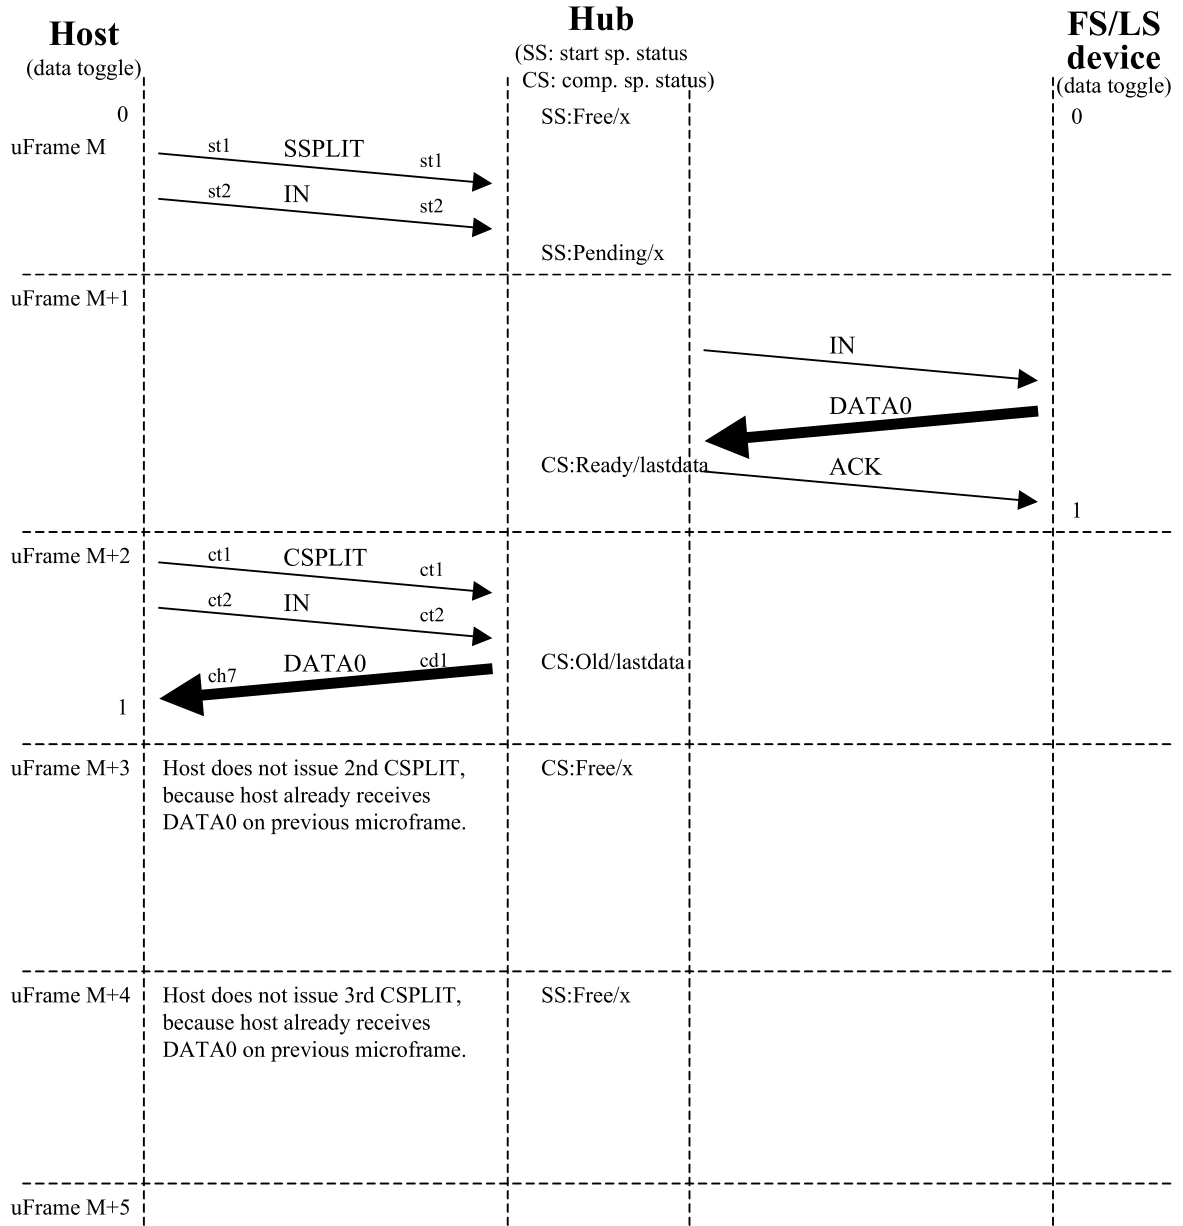 Host
(data toggle)
Hub
(SS: start sp. status
CS: comp. sp. status)
FS/LS
device
(data toggle)
0
SS:Free/x
0
uFrame M
st1
SSPLIT
st1
st2
IN
st2
SS:Pending/x
uFrame M+1
IN
DATA0
CS:Ready/lastdata
ACK
1
uFrame M+2
ct1
CSPLIT
ct1
ct2
IN
ct2
DATA0
cd1
CS:Old/lastdata
ch7
1
uFrame M+3
Host does not issue 2nd CSPLIT,
because host already receives
DATA0 on previous microframe.
CS:Free/x
uFrame M+4
Host does not issue 3rd CSPLIT,
because host already receives
DATA0 on previous microframe.
SS:Free/x
uFrame M+5